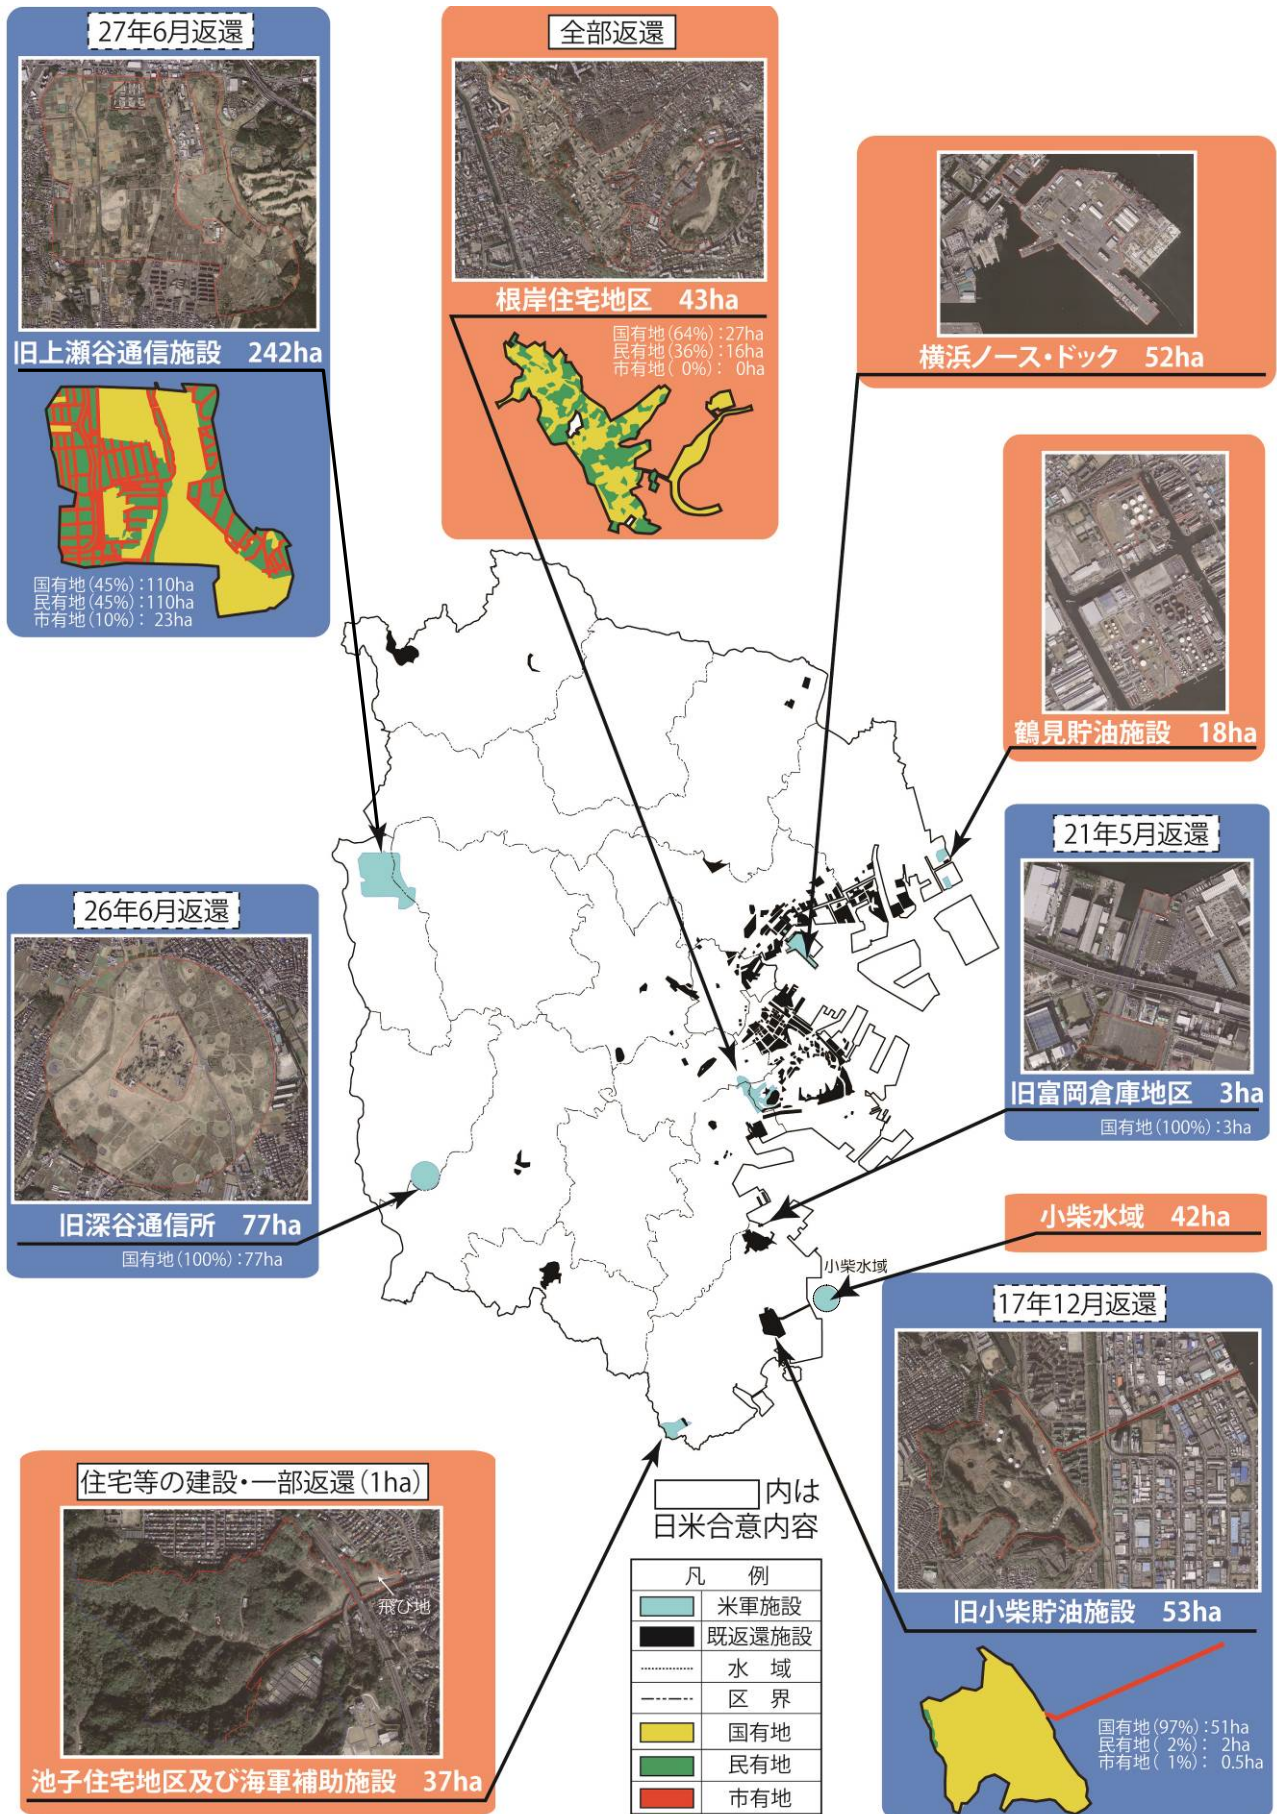 27年6月返還
旧上瀬谷通信施設 242ha
国有地(45%):110ha
民有地(45%):110ha
市有地(10%): 23ha
全部返還
根岸住宅地区 43ha
国有地(64%):27ha
民有地(36%):16ha
市有地( 0%): 0ha
横浜ノース・ドック 52ha
鶴見貯油施設 18ha
21年5月返還
旧富岡倉庫地区 3ha
国有地(100%):3ha
26年6月返還
旧深谷通信所 77ha
国有地(100%):77ha
小柴水域 42ha
小柴水域
17年12月返還
旧小柴貯油施設 53ha
国有地(97%):51ha
民有地( 2%): 2ha
市有地( 1%): 0.5ha
住宅等の建設・一部返還(1ha)
飛び地
池子住宅地区及び海軍補助施設 37ha
内は
日米合意内容
凡 例
米軍施設
既返還施設
水 域
区 界
国有地
民有地
市有地